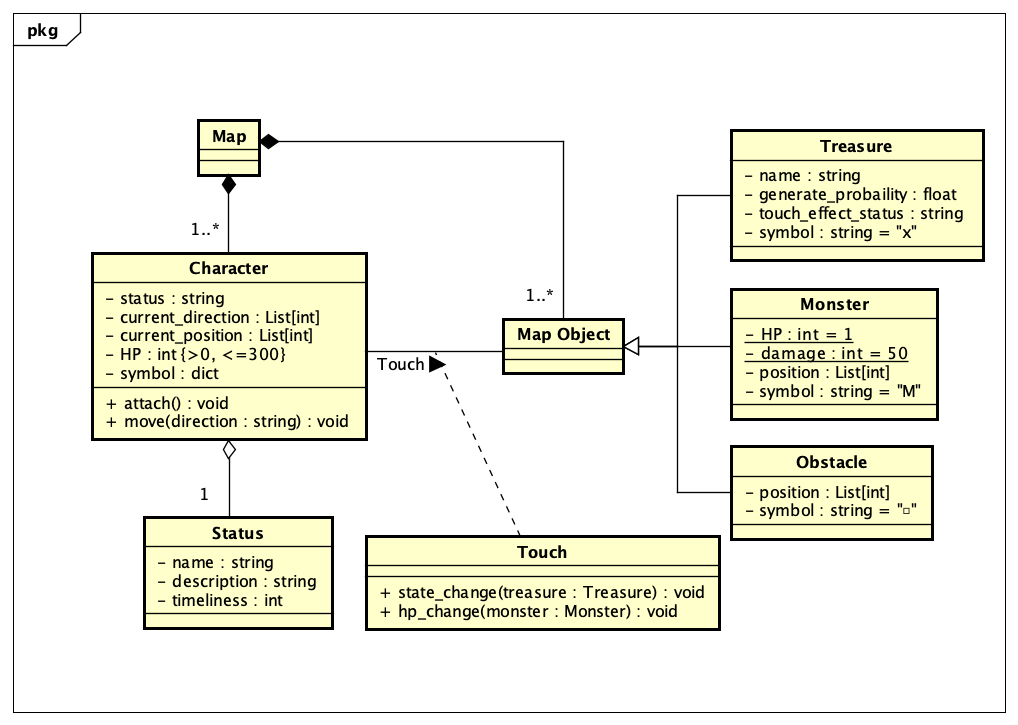 pkg
Map
1..*
1..*
Character
- status : string
- current_direction : List[int]
- current_position : List[int]
- HP : int{>0, <=300}
- symbol : dict
+ attach() : void
+ move(direction : string) : void
Touch
Map Object
Treasure
- name : string
- generate_probaility : float
- touch_effect_status : string
- symbol : string = "x"
Monster
- HP : int = 1
- damage : int = 50
- position : List[int]
- symbol : string = "M"
Obstacle
- position : List[int]
- symbol : string = "□"
1
Status
- name : string
- description : string
- timeliness : int
Touch
+ state_change(treasure : Treasure) : void
+ hp_change(monster : Monster) : void